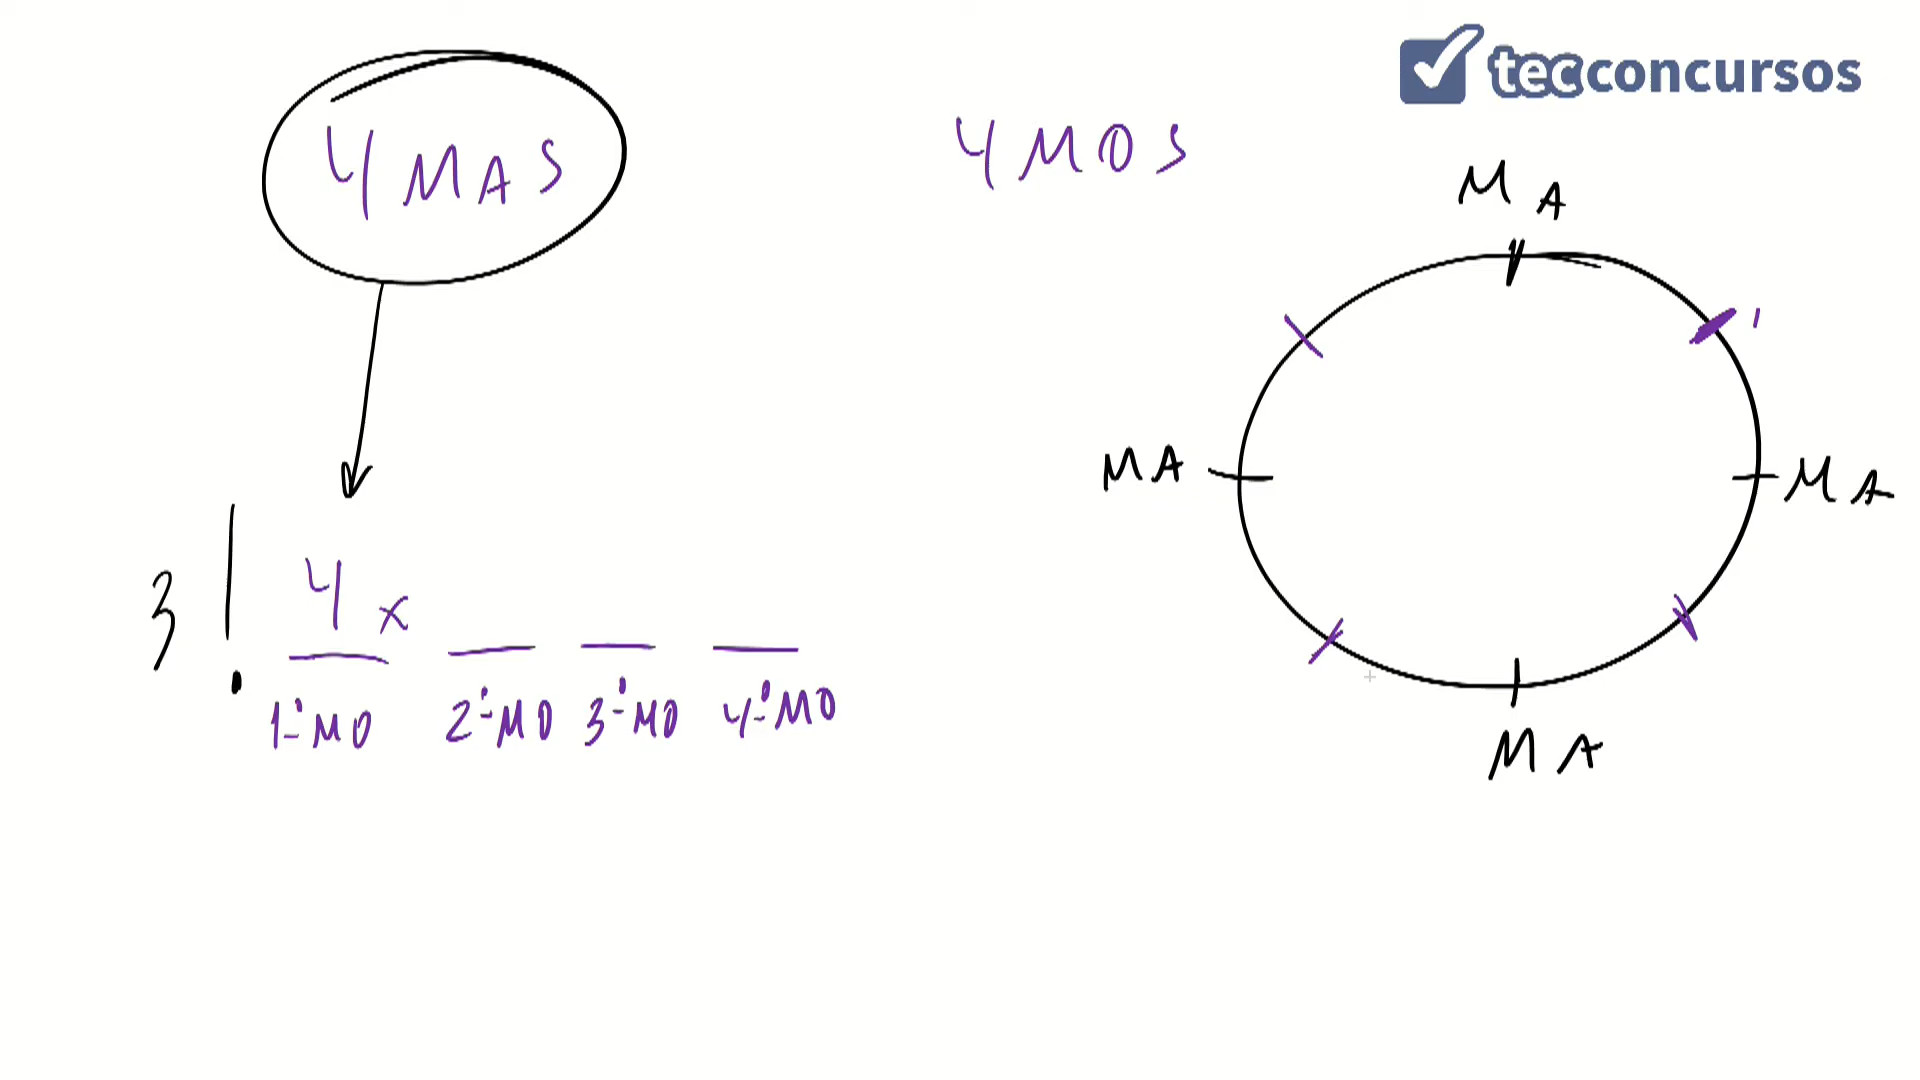 tecconcursos
4 MAS
4 MOS
MA
MA
MA
MA
3! 4 x
1º MO 2º MO 3º MO 4º MO